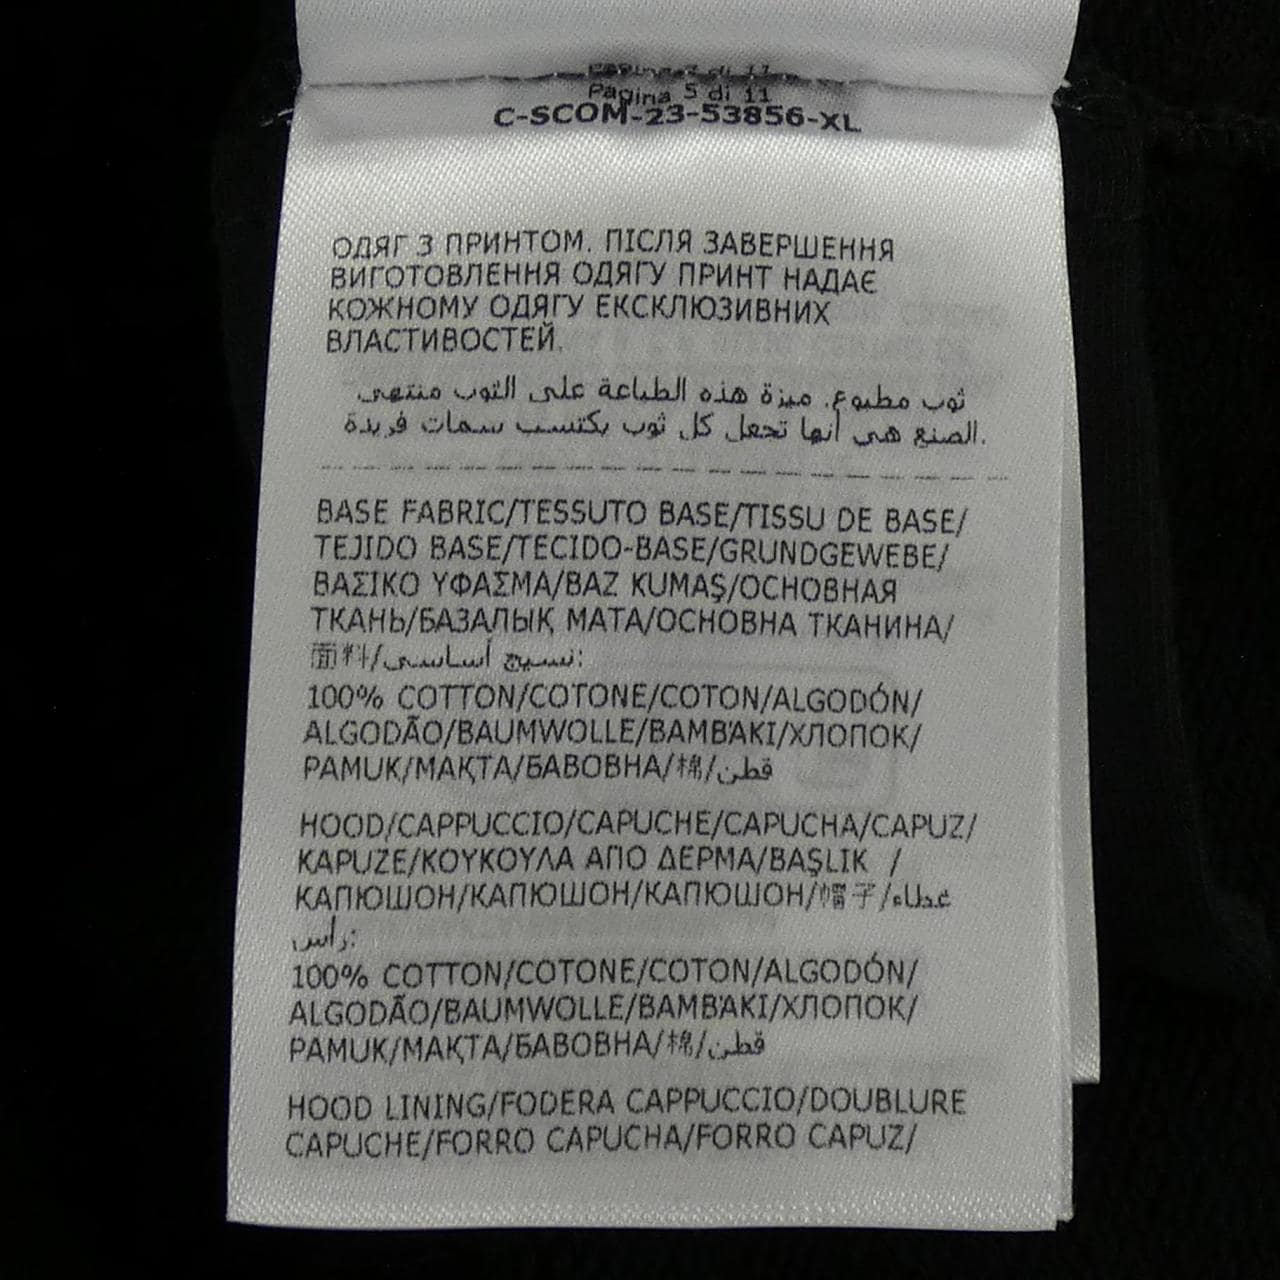 Pagina 5 di 11
C-SCOM-23-53856-XL
ОДЯГ З ПРИНТОМ. ПІСЛЯ ЗАВЕРШЕННЯ
ВИГОТОВЛЕННЯ ОДЯГУ ПРИНТ НАДАЄ
КОЖНОМУ ОДЯГУ ЕКСКЛЮЗИВНИХ
ВЛАСТИВОСТЕЙ.
ثوب مطبوع. ميزة هذه الطباعة على الثوب منتهى
الصنع هي أنها تجعل كل ثوب يكتسب سمات فريدة.
BASE FABRIC/TESSUTO BASE/TISSU DE BASE/
TEJIDO BASE/TECIDO-BASE/GRUNDGEWEBE/
ΒΑΣΙΚΟ ΥΦΑΣΜΑ/BAZ KUMAŞ/ОСНОВНАЯ
ТКАНЬ/БАЗАЛЫҚ МАТА/ОСНОВНА ТКАНИНА/
面料/نسيج أساسي:
100% COTTON/COTONE/COTON/ALGODÓN/
ALGODÃO/BAUMWOLLE/ΒΑΜΒΆΚΙ/ХЛОПОК/
PAMUK/МАҚТА/БАВОВНА/棉/قطن
HOOD/CAPPUCCIO/CAPUCHE/CAPUCHA/CAPUZ/
KAPUZE/ΚΟΥΚΟΥΛΑ ΑΠΟ ΔΕΡΜΑ/BAŞLIK /
КАПЮШОН/КАПЮШОН/КАПЮШОН/帽子/غطاء
رأس:
100% COTTON/COTONE/COTON/ALGODÓN/
ALGODÃO/BAUMWOLLE/ΒΑΜΒΆΚΙ/ХЛОПОК/
PAMUK/МАҚТА/БАВОВНА/棉/قطن
HOOD LINING/FODERA CAPPUCCIO/DOUBLURE
CAPUCHE/FORRO CAPUCHA/FORRO CAPUZ/